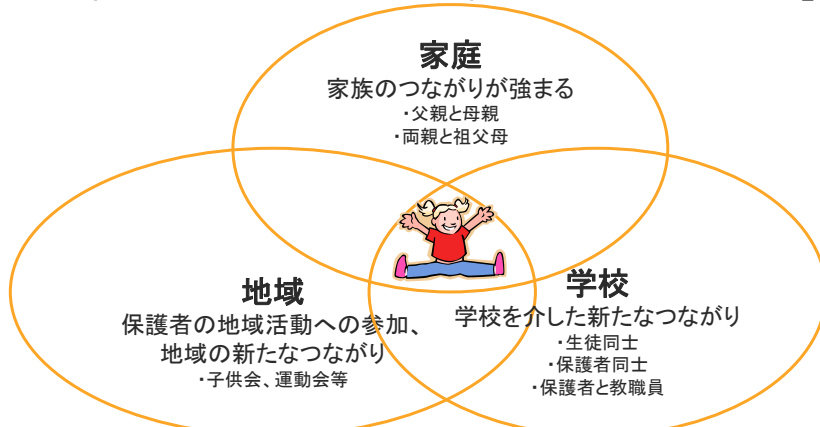 家庭
家族のつながりが強まる
・父親と母親
・両親と祖父母
地域
保護者の地域活動への参加、
地域の新たなつながり
・子供会、運動会等
学校
学校を介した新たなつながり
・生徒同士
・保護者同士
・保護者と教職員